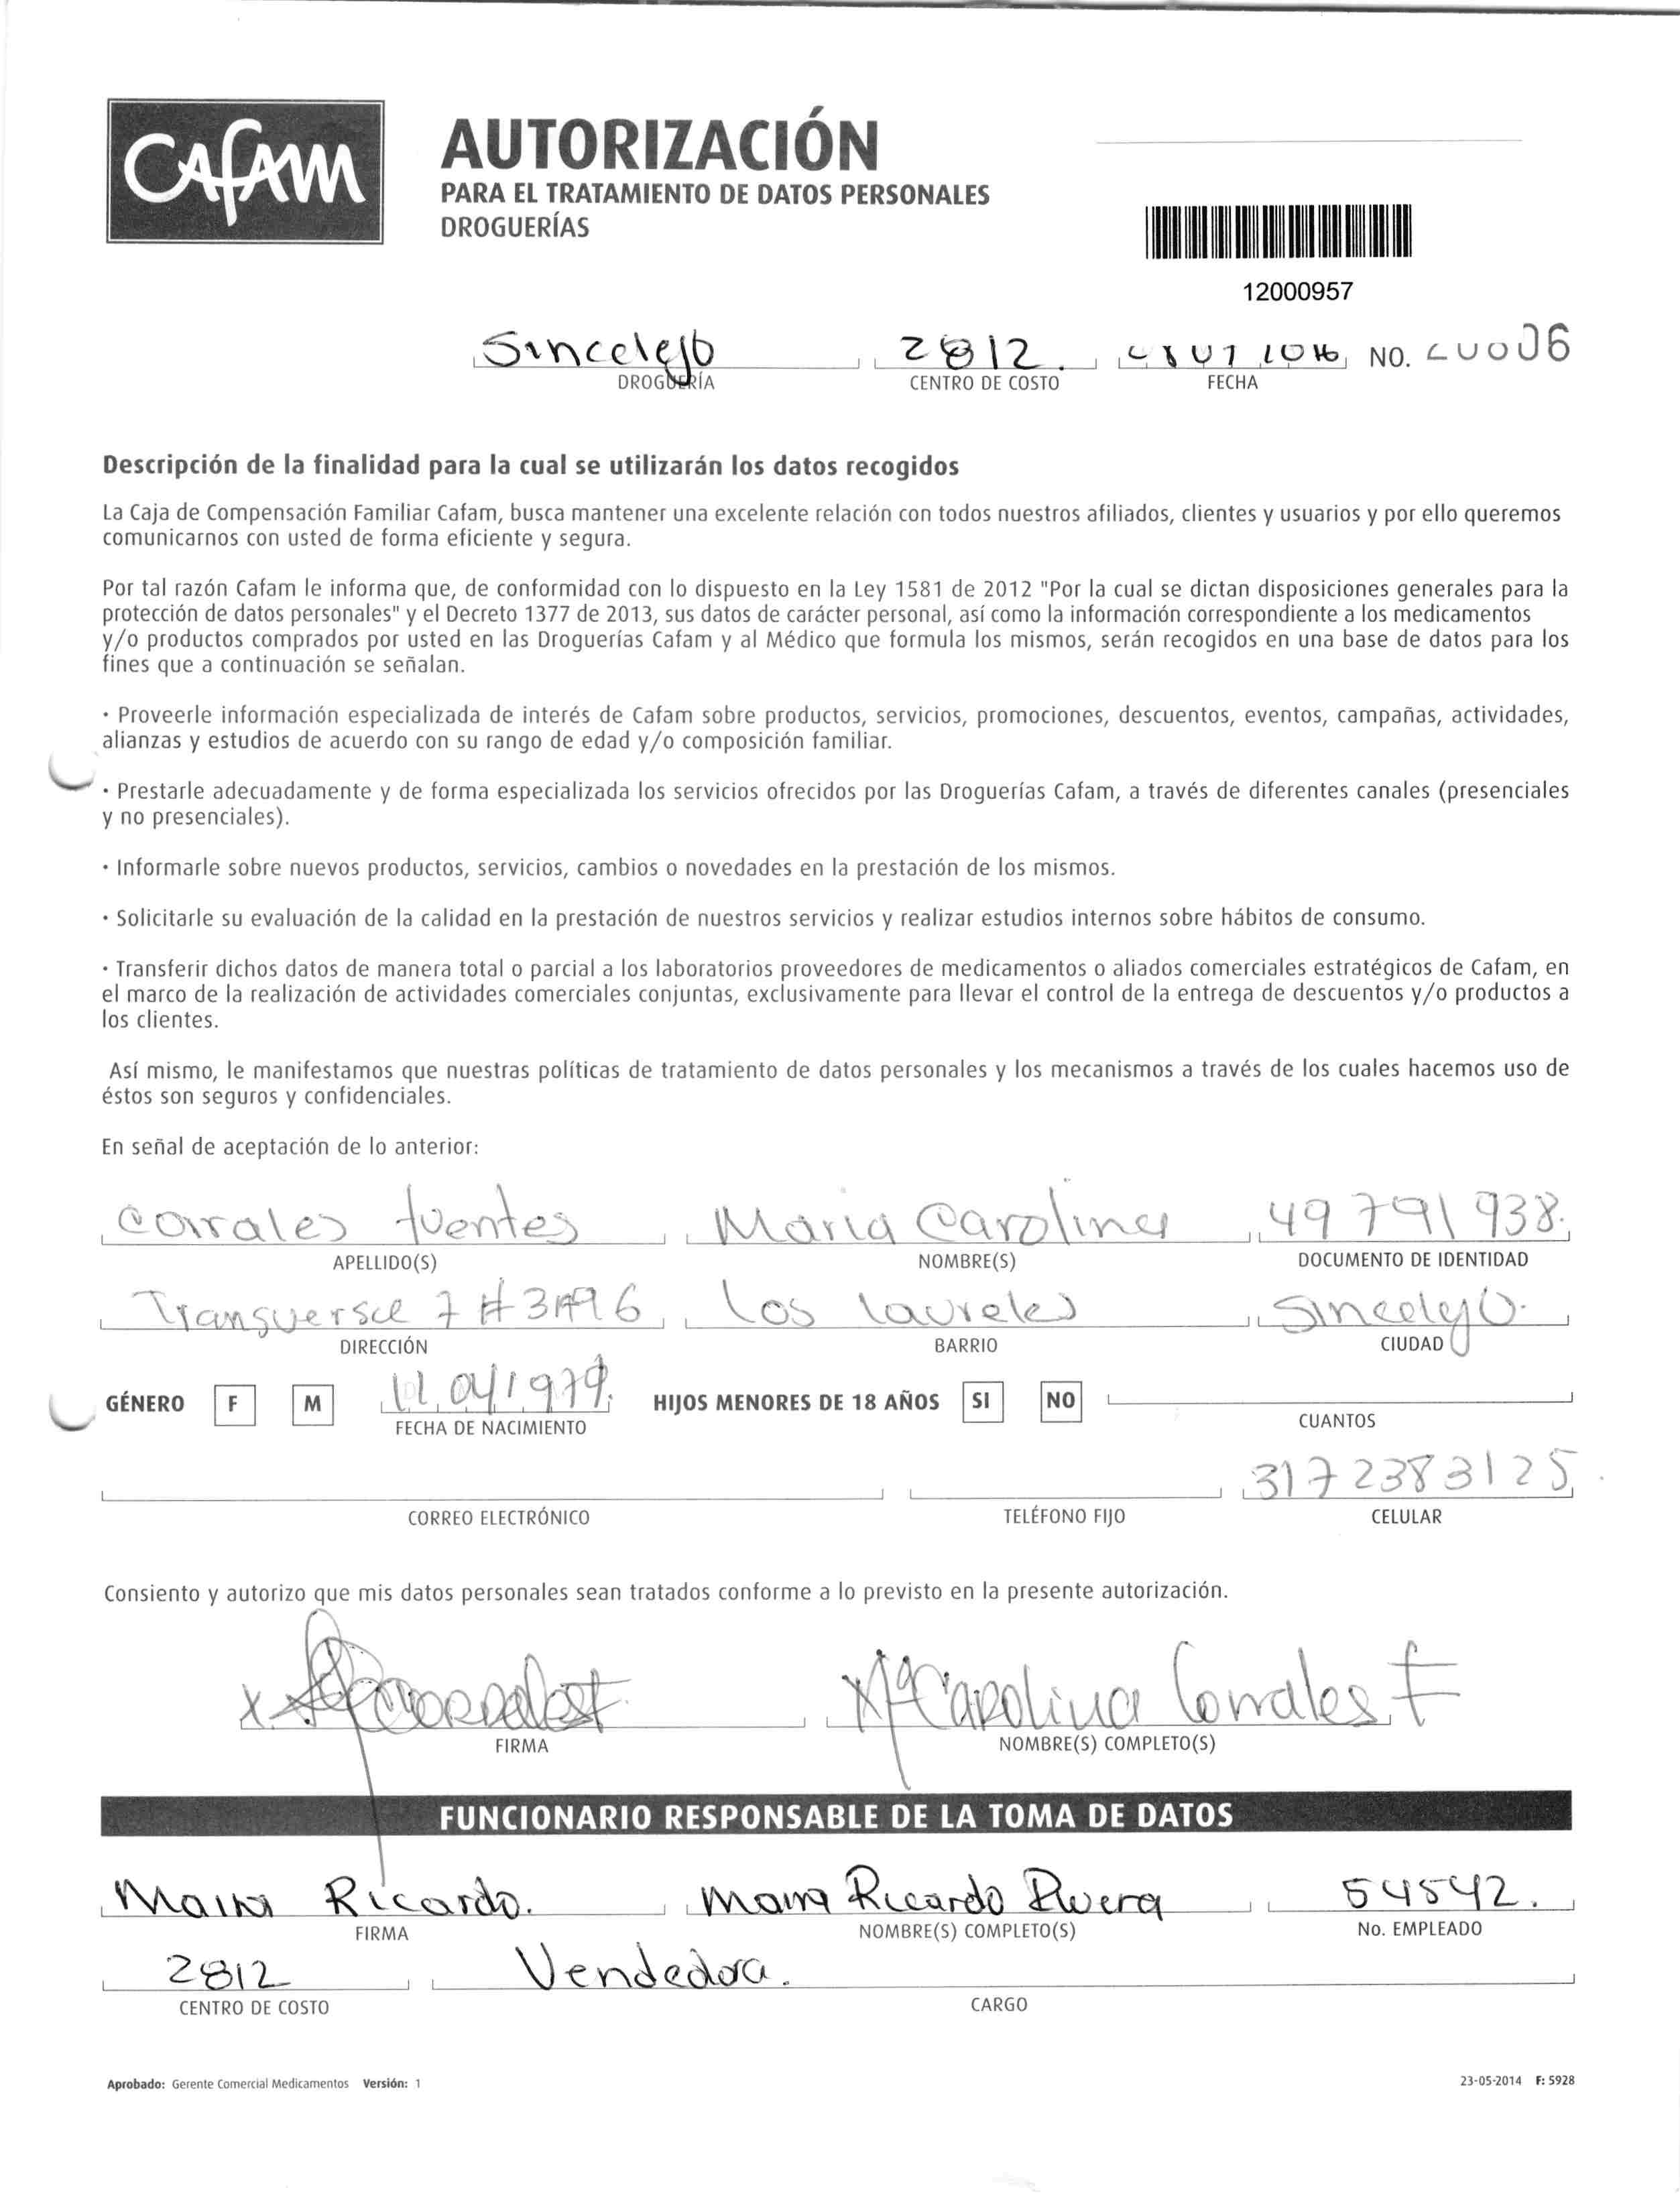 CAFAM
AUTORIZACIÓN
PARA EL TRATAMIENTO DE DATOS PERSONALES
DROGUERÍAS
12000957
Sincelejo 2812. NO. 06
DROGUERÍA CENTRO DE COSTO FECHA
Descripción de la finalidad para la cual se utilizarán los datos recogidos
La Caja de Compensación Familiar Cafam, busca mantener una excelente relación con todos nuestros afiliados, clientes y usuarios y por ello queremos
comunicarnos con usted de forma eficiente y segura.
Por tal razón Cafam le informa que, de conformidad con lo dispuesto en la Ley 1581 de 2012 "Por la cual se dictan disposiciones generales para la
protección de datos personales" y el Decreto 1377 de 2013, sus datos de carácter personal, así como la información correspondiente a los medicamentos
y/o productos comprados por usted en las Droguerías Cafam y al Médico que formula los mismos, serán recogidos en una base de datos para los
fines que a continuación se señalan.
• Proveerle información especializada de interés de Cafam sobre productos, servicios, promociones, descuentos, eventos, campañas, actividades,
alianzas y estudios de acuerdo con su rango de edad y/o composición familiar.
• Prestarle adecuadamente y de forma especializada los servicios ofrecidos por las Droguerías Cafam, a través de diferentes canales (presenciales
y no presenciales).
• Informarle sobre nuevos productos, servicios, cambios o novedades en la prestación de los mismos.
• Solicitarle su evaluación de la calidad en la prestación de nuestros servicios y realizar estudios internos sobre hábitos de consumo.
• Transferir dichos datos de manera total o parcial a los laboratorios proveedores de medicamentos o aliados comerciales estratégicos de Cafam, en
el marco de la realización de actividades comerciales conjuntas, exclusivamente para llevar el control de la entrega de descuentos y/o productos a
los clientes.
Así mismo, le manifestamos que nuestras políticas de tratamiento de datos personales y los mecanismos a través de los cuales hacemos uso de
éstos son seguros y confidenciales.
En señal de aceptación de lo anterior:
Corrales fuentes Maria Carolina 49 791 938.
APELLIDO(S) NOMBRE(S) DOCUMENTO DE IDENTIDAD
Transversal 7 # Los laureles Sincelejo.
DIRECCIÓN BARRIO CIUDAD
GÉNERO F M 04/1979. HIJOS MENORES DE 18 AÑOS SI NO
FECHA DE NACIMIENTO CUANTOS
317 2383125.
CORREO ELECTRÓNICO TELÉFONO FIJO CELULAR
Consiento y autorizo que mis datos personales sean tratados conforme a lo previsto en la presente autorización.
X X Mª Carolina Corrales F
FIRMA NOMBRE(S) COMPLETO(S)
FUNCIONARIO RESPONSABLE DE LA TOMA DE DATOS
Ricardo. Ricardo Rivera 54542.
FIRMA NOMBRE(S) COMPLETO(S) No. EMPLEADO
2812 Vendedora.
CENTRO DE COSTO CARGO
Aprobado: Gerente Comercial Medicamentos Versión: 1 23-05-2014 F: 5928